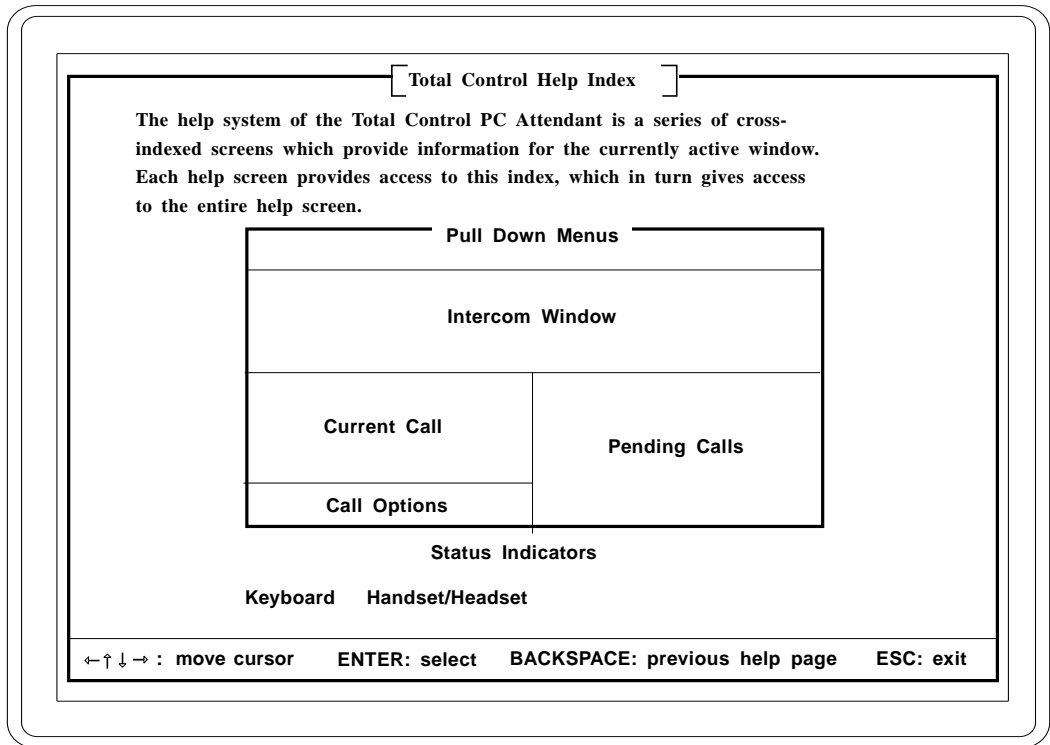 Total Control Help Index
The help system of the Total Control PC Attendant is a series of cross-
indexed screens which provide information for the currently active window.
Each help screen provides access to this index, which in turn gives access
to the entire help screen.
Pull Down Menus
Intercom Window
Current Call
Pending Calls
Call Options
Status Indicators
Keyboard Handset/Headset
←↑↓→ : move cursor ENTER: select BACKSPACE: previous help page ESC: exit